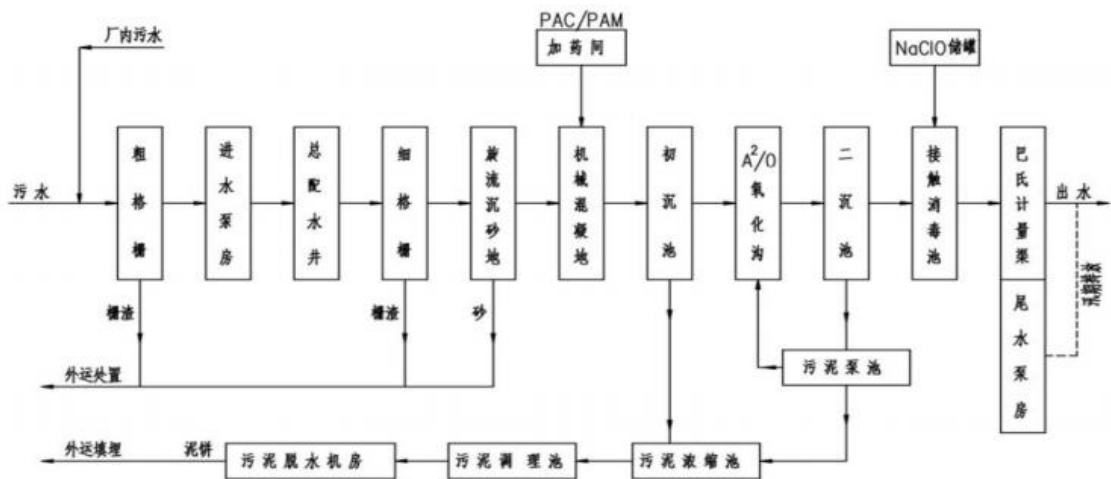 厂内污水
PAC/PAM
加药间
NaClO储罐
污水
粗格栅
进水泵房
总配水井
细格栅
旋流沉砂地
机械混凝地
初沉池
A²/O氧化沟
二沉池
接触消毒池
巴氏计量渠
出水
栅渣
栅渣
砂
尾水泵房
外运处置
污泥泵池
外运填埋
泥饼
污泥脱水机房
污泥调理池
污泥浓缩池